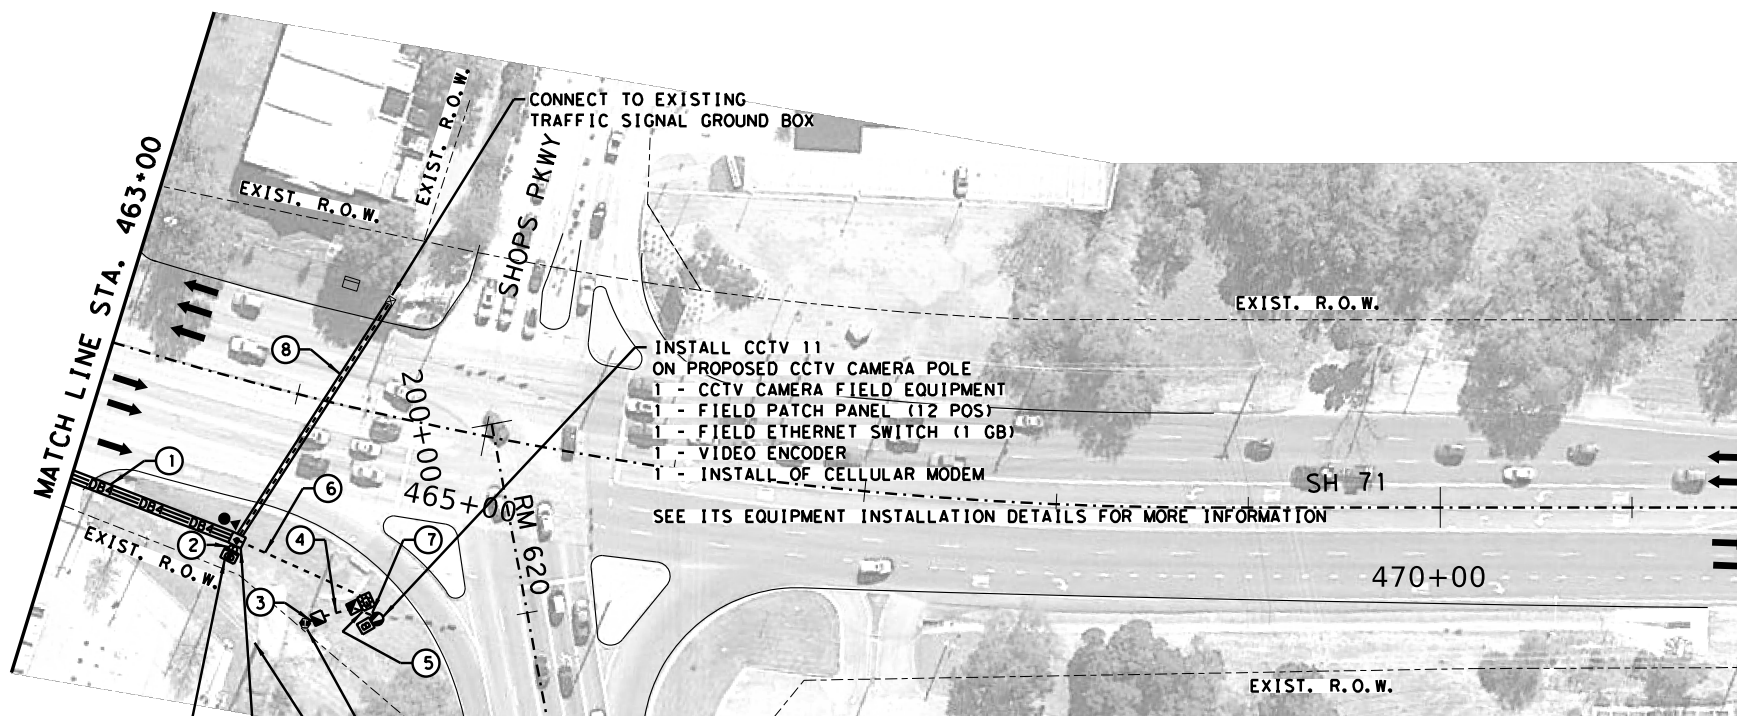 CONNECT TO EXISTING
TRAFFIC SIGNAL GROUND BOX
MATCH LINE STA. 463+00
EXIST. R.O.W.
EXIST. R.O.W.
SHOPS PKWY
EXIST. R.O.W.
8
INSTALL CCTV 11
ON PROPOSED CCTV CAMERA POLE
1 - CCTV CAMERA FIELD EQUIPMENT
1 - FIELD PATCH PANEL (12 POS)
1 - FIELD ETHERNET SWITCH (1 GB)
1 - VIDEO ENCODER
1 - INSTALL OF CELLULAR MODEM
SEE ITS EQUIPMENT INSTALLATION DETAILS FOR MORE INFORMATION
200+00
465+00
RM 620
SH 71
470+00
1
DB4
DB4
DB4
6
2
4
7
EXIST. R.O.W.
3
5
EXIST. R.O.W.